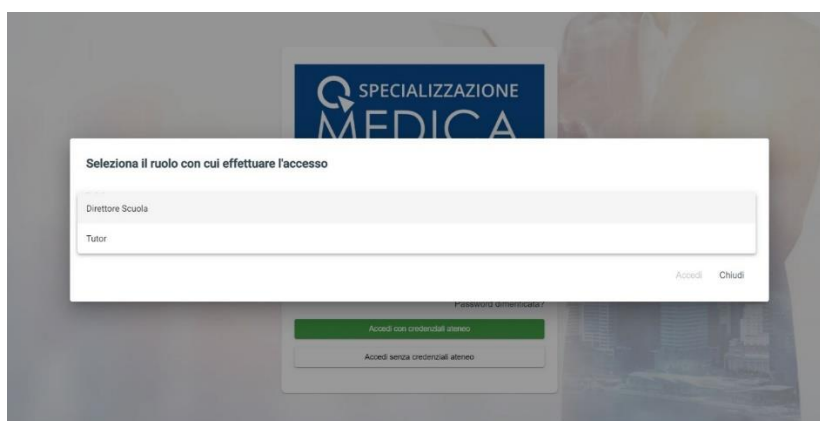 SPECIALIZZAZIONE
MEDICA
Seleziona il ruolo con cui effettuare l'accesso
Direttore Scuola
Tutor
Accedi Chiudi
Password dimenticata?
Accedi con credenziali ateneo
Accedi senza credenziali ateneo